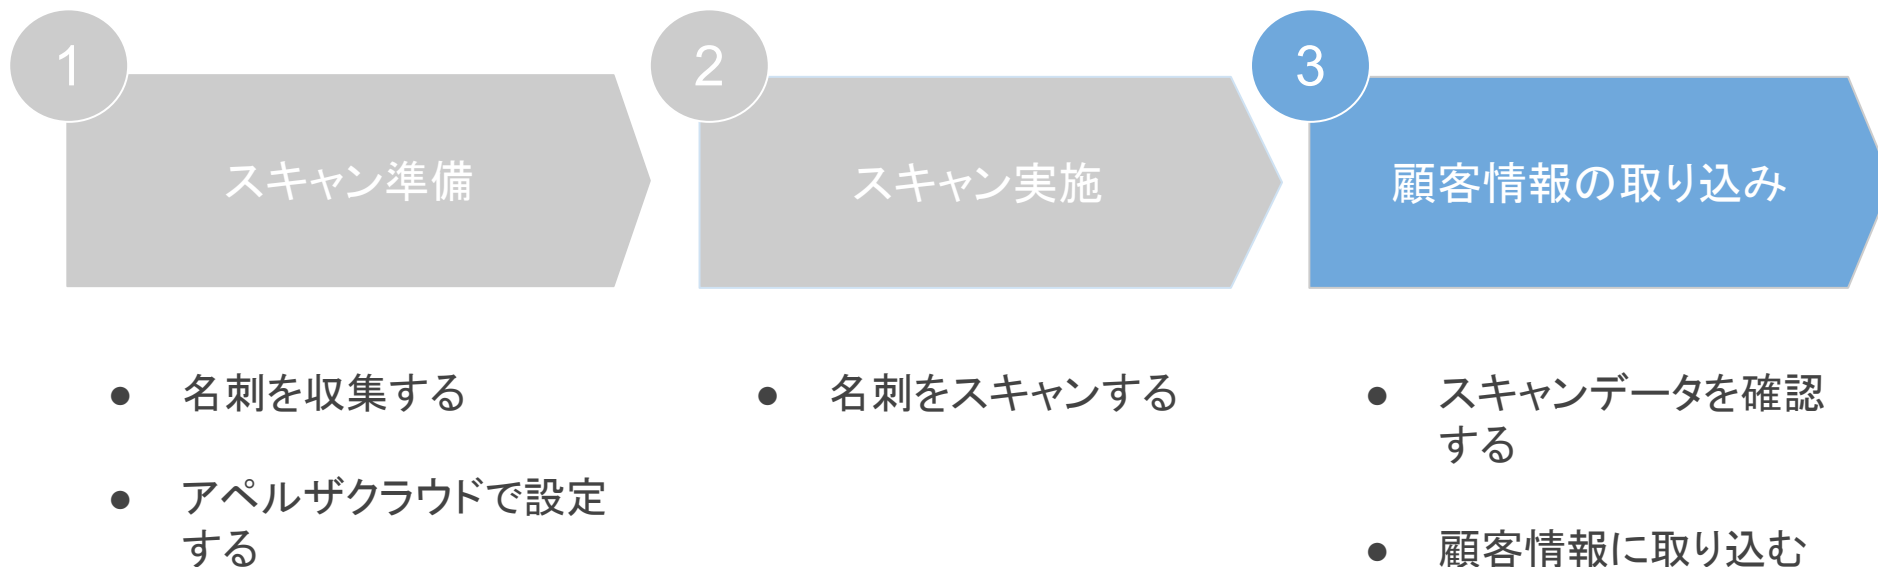 1
スキャン準備
● 名刺を収集する
● アペルザクラウドで設定
する
2
スキャン実施
● 名刺をスキャンする
3
顧客情報の取り込み
● スキャンデータを確認
する
● 顧客情報に取り込む